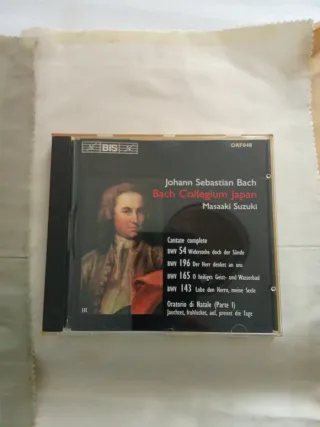 BIS
GRF048
Johann Sebastian Bach
Bach Collegium Japan
Masaaki Suzuki
Cantate complete
BWV 54 Widerstehe doch der Sünde
BWV 196 Der Herr denket an uns
BWV 165 O heiliges Geist- und Wasserbad
BWV 143 Lobe den Herrn, meine Seele
Oratorio di Natale (Parte I)
Jauchzet, frohlocket, auf, preiset die Tage